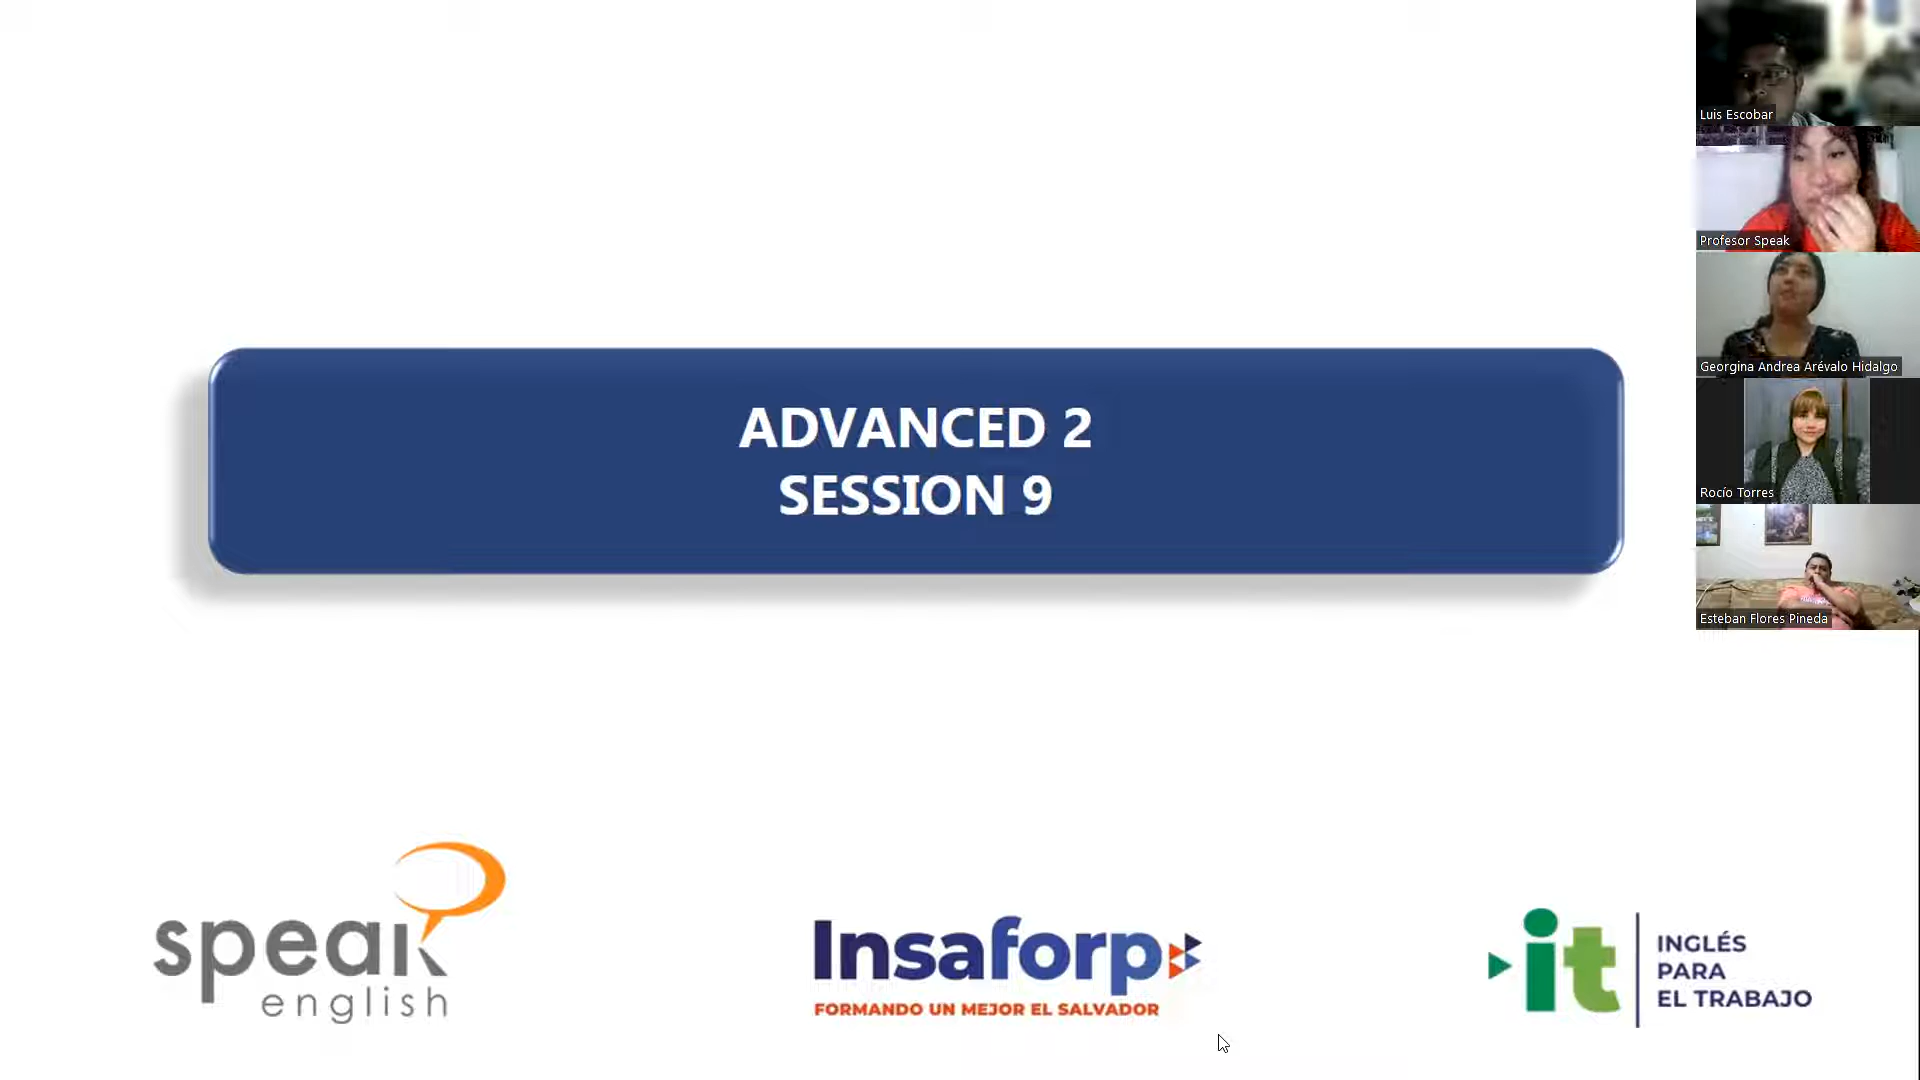 ADVANCED 2
SESSION 9
speak
english
Insaforp
FORMANDO UN MEJOR EL SALVADOR
it
INGLÉS
PARA
EL TRABAJO
Luis Escobar
Profesor Speak
Georgina Andrea Arévalo Hidalgo
Rocío Torres
Esteban Flores Pineda